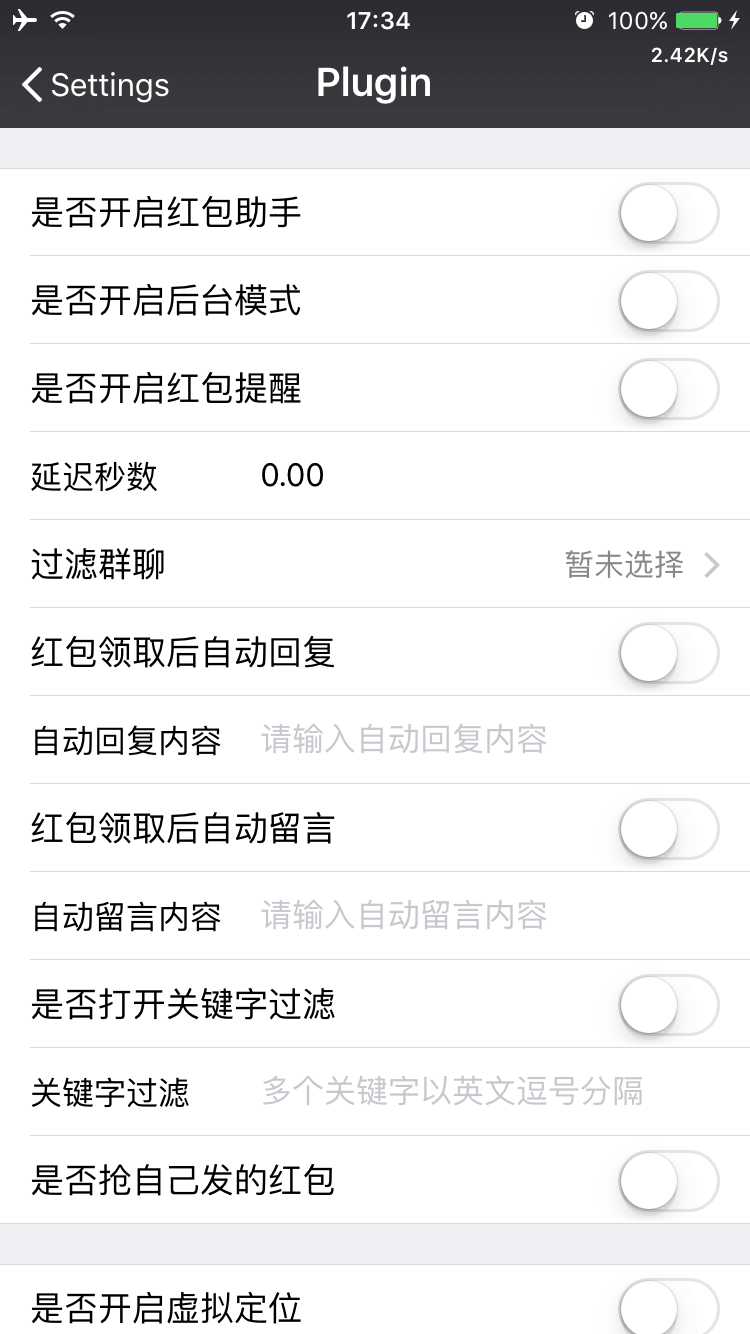 17:34
100%
2.42K/s
Settings
Plugin
是否开启红包助手
是否开启后台模式
是否开启红包提醒
延迟秒数 0.00
过滤群聊 暂未选择
红包领取后自动回复
自动回复内容 请输入自动回复内容
红包领取后自动留言
自动留言内容 请输入自动留言内容
是否打开关键字过滤
关键字过滤 多个关键字以英文逗号分隔
是否抢自己发的红包
是否开启虚拟定位